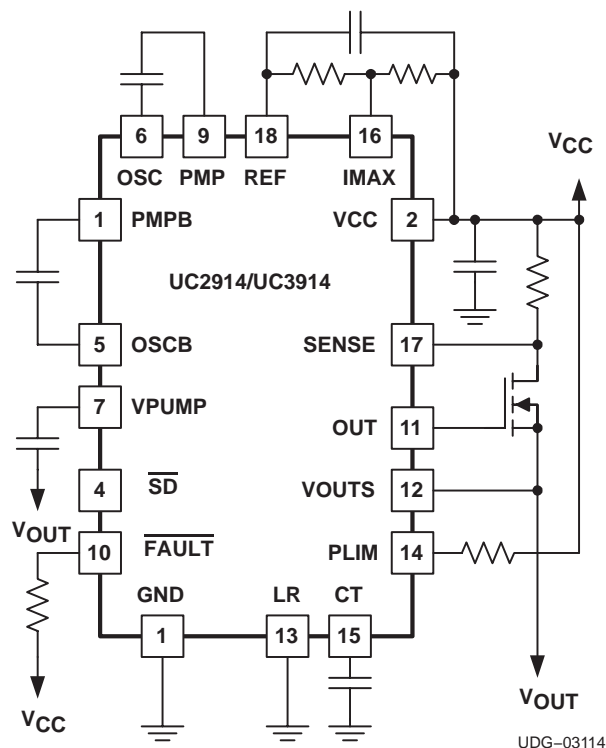 6 9 18 16
OSC PMP REF IMAX
VCC
1 PMPB VCC 2
UC2914/UC3914
5 OSCB SENSE 17
7 VPUMP
OUT 11
4 SD VOUTS 12
VOUT
10 FAULT PLIM 14
GND LR CT
1 13 15
VCC
VOUT
UDG–03114